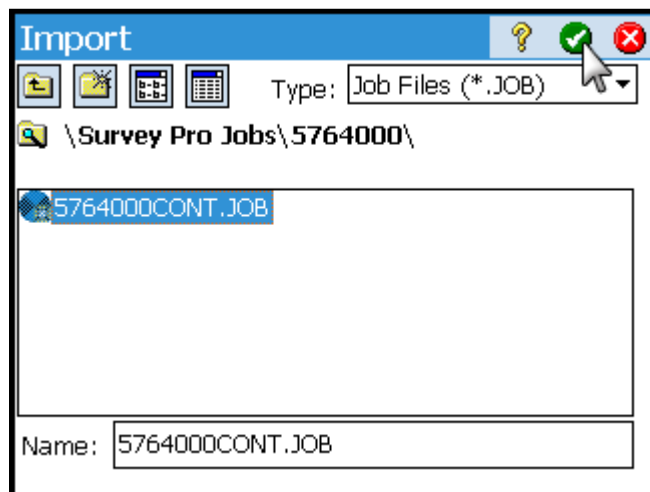 Import
Type: Job Files (*.JOB)
\Survey Pro Jobs\5764000\
5764000CONT.JOB
Name: 5764000CONT.JOB